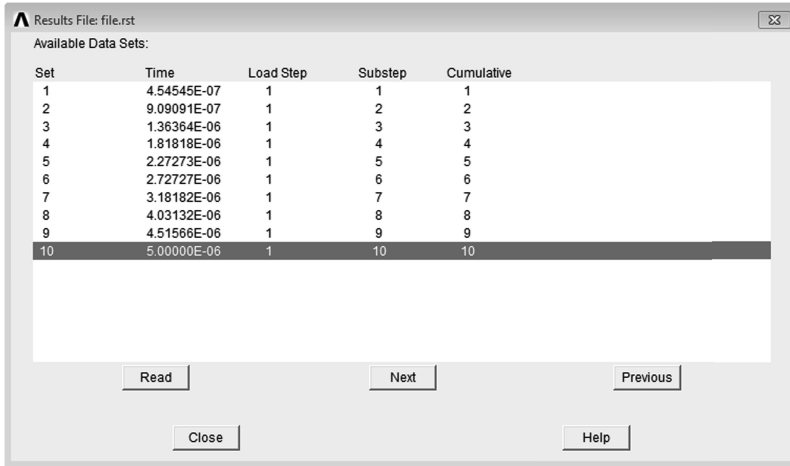 Results File: file.rst
Available Data Sets:
Set Time Load Step Substep Cumulative
1 4.54545E-07 1 1 1
2 9.09091E-07 1 2 2
3 1.36364E-06 1 3 3
4 1.81818E-06 1 4 4
5 2.27273E-06 1 5 5
6 2.72727E-06 1 6 6
7 3.18182E-06 1 7 7
8 4.03132E-06 1 8 8
9 4.51566E-06 1 9 9
10 5.00000E-06 1 10 10
Read Next Previous
Close Help